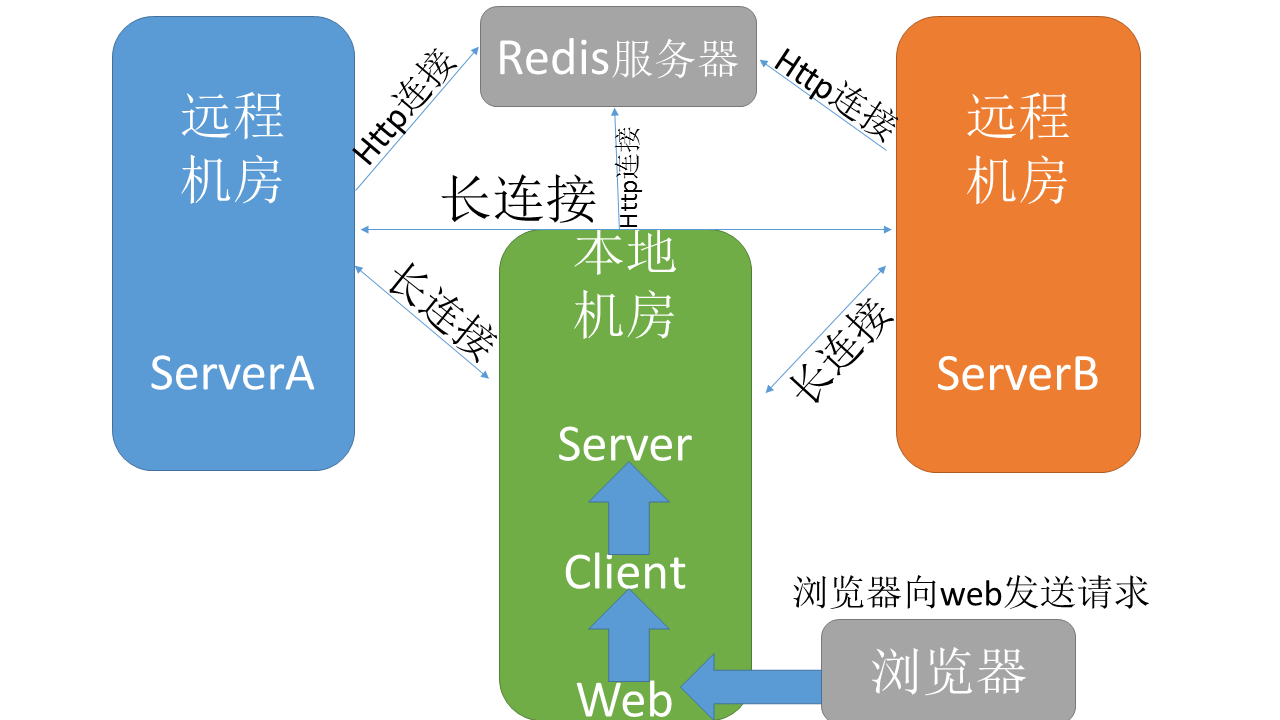 Redis服务器
远程
机房
ServerA
Http连接
Http连接
Http连接
远程
机房
ServerB
长连接
长连接
长连接
本地
机房
Server
Client
Web
浏览器向web发送请求
浏览器